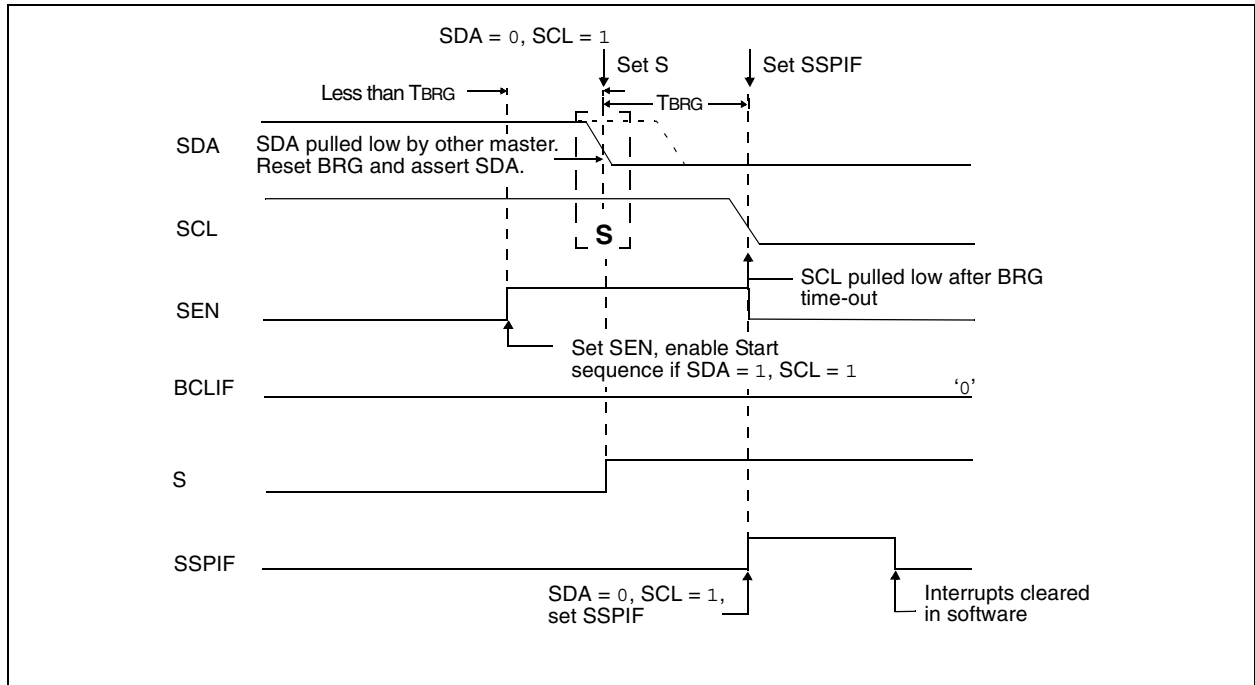 SDA = 0, SCL = 1
Set S
Set SSPIF
Less than TBRG
TBRG
SDA
SDA pulled low by other master.
Reset BRG and assert SDA.
SCL
S
SCL pulled low after BRG
time-out
SEN
Set SEN, enable Start
sequence if SDA = 1, SCL = 1
BCLIF
‘0’
S
SSPIF
SDA = 0, SCL = 1,
set SSPIF
Interrupts cleared
in software